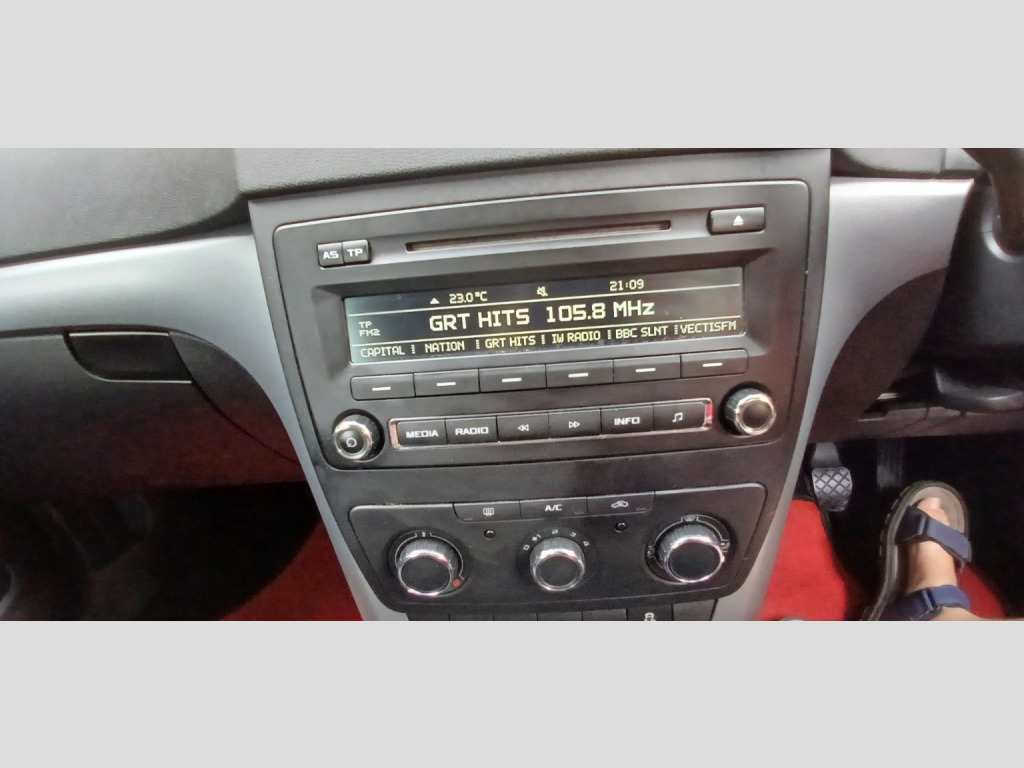 AS TP
23.0°C 21:09
TP
FM2
GRT HITS 105.8 MHz
CAPITAL NATION GRT HITS IW RADIO BBC SLNT VECTISFM
MEDIA RADIO INFO
A/C